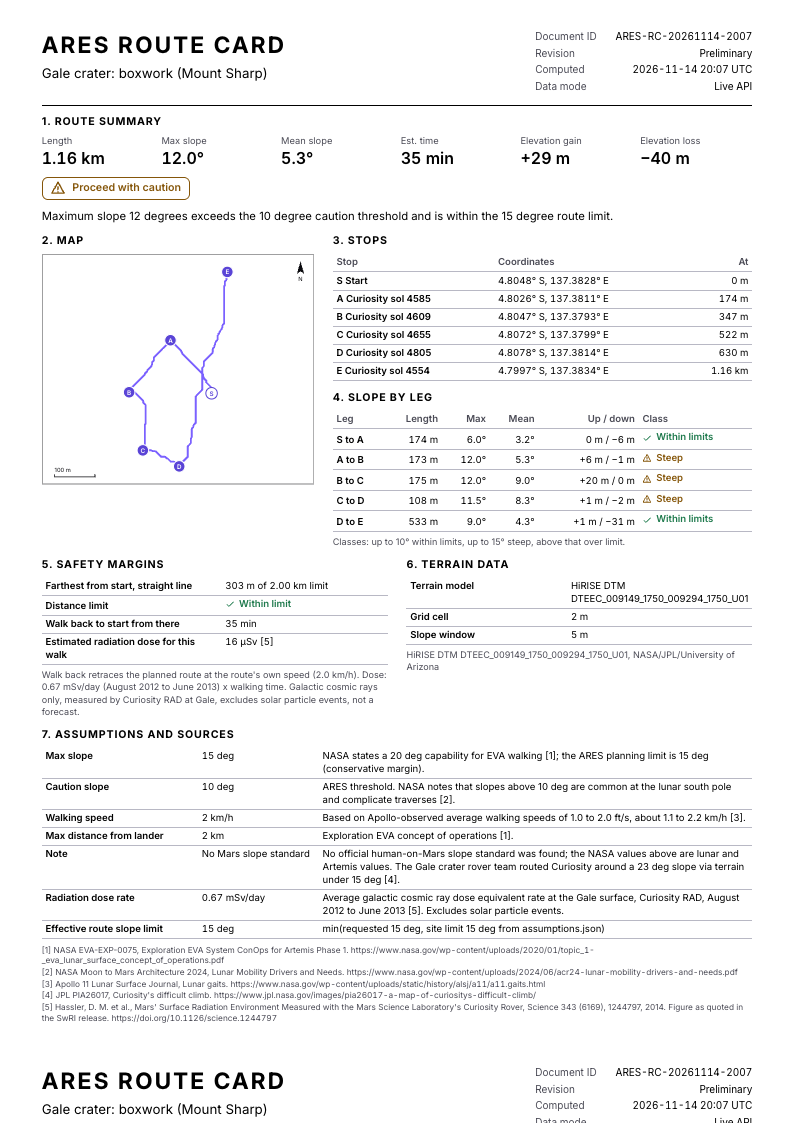 ARES ROUTE CARD
Gale crater: boxwork (Mount Sharp)
Document ID ARES-RC-20261114-2007
Revision Preliminary
Computed 2026-11-14 20:07 UTC
Data mode Live API
1. ROUTE SUMMARY
Length Max slope Mean slope Est. time Elevation gain Elevation loss
1.16 km 12.0° 5.3° 35 min +29 m −40 m
Proceed with caution
Maximum slope 12 degrees exceeds the 10 degree caution threshold and is within the 15 degree route limit.
2. MAP
E
N
A
B
S
C
D
100 m
3. STOPS
Stop Coordinates At
S Start 4.8048° S, 137.3828° E 0 m
A Curiosity sol 4585 4.8026° S, 137.3811° E 174 m
B Curiosity sol 4609 4.8047° S, 137.3793° E 347 m
C Curiosity sol 4655 4.8072° S, 137.3799° E 522 m
D Curiosity sol 4805 4.8078° S, 137.3814° E 630 m
E Curiosity sol 4554 4.7997° S, 137.3834° E 1.16 km
4. SLOPE BY LEG
Leg Length Max Mean Up / down Class
S to A 174 m 6.0° 3.2° 0 m / −6 m Within limits
A to B 173 m 12.0° 5.3° +6 m / −1 m Steep
B to C 175 m 12.0° 9.0° +20 m / 0 m Steep
C to D 108 m 11.5° 8.3° +1 m / −2 m Steep
D to E 533 m 9.0° 4.3° +1 m / −31 m Within limits
Classes: up to 10° within limits, up to 15° steep, above that over limit.
5. SAFETY MARGINS
Farthest from start, straight line 303 m of 2.00 km limit
Distance limit Within limit
Walk back to start from there 35 min
Estimated radiation dose for this 16 µSv [5]
walk
Walk back retraces the planned route at the route's own speed (2.0 km/h). Dose:
0.67 mSv/day (August 2012 to June 2013) x walking time. Galactic cosmic rays
only, measured by Curiosity RAD at Gale, excludes solar particle events, not a
forecast.
6. TERRAIN DATA
Terrain model HiRISE DTM
DTEEC_009149_1750_009294_1750_U01
Grid cell 2 m
Slope window 5 m
HiRISE DTM DTEEC_009149_1750_009294_1750_U01, NASA/JPL/University of
Arizona
7. ASSUMPTIONS AND SOURCES
Max slope 15 deg NASA states a 20 deg capability for EVA walking [1]; the ARES planning limit is 15 deg
(conservative margin).
Caution slope 10 deg ARES threshold. NASA notes that slopes above 10 deg are common at the lunar south pole
and complicate traverses [2].
Walking speed 2 km/h Based on Apollo-observed average walking speeds of 1.0 to 2.0 ft/s, about 1.1 to 2.2 km/h [3].
Max distance from lander 2 km Exploration EVA concept of operations [1].
Note No Mars slope standard No official human-on-Mars slope standard was found; the NASA values above are lunar and
Artemis values. The Gale crater rover team routed Curiosity around a 23 deg slope via terrain
under 15 deg [4].
Radiation dose rate 0.67 mSv/day Average galactic cosmic ray dose equivalent rate at the Gale surface, Curiosity RAD, August
2012 to June 2013 [5]. Excludes solar particle events.
Effective route slope limit 15 deg min(requested 15 deg, site limit 15 deg from assumptions.json)
[1] NASA EVA-EXP-0075, Exploration EVA System ConOps for Artemis Phase 1. https://www.nasa.gov/wp-content/uploads/2020/01/topic_1-
_eva_lunar_surface_concept_of_operations.pdf
[2] NASA Moon to Mars Architecture 2024, Lunar Mobility Drivers and Needs. https://www.nasa.gov/wp-content/uploads/2024/06/acr24-lunar-mobility-drivers-and-needs.pdf
[3] Apollo 11 Lunar Surface Journal, Lunar gaits. https://www.nasa.gov/wp-content/uploads/static/history/alsj/a11/a11.gaits.html
[4] JPL PIA26017, Curiosity's difficult climb. https://www.jpl.nasa.gov/images/pia26017-a-map-of-curiositys-difficult-climb/
[5] Hassler, D. M. et al., Mars' Surface Radiation Environment Measured with the Mars Science Laboratory's Curiosity Rover, Science 343 (6169), 1244797, 2014. Figure as quoted in
the SwRI release. https://doi.org/10.1126/science.1244797
ARES ROUTE CARD
Gale crater: boxwork (Mount Sharp)
Document ID ARES-RC-20261114-2007
Revision Preliminary
Computed 2026-11-14 20:07 UTC
Data mode Live API